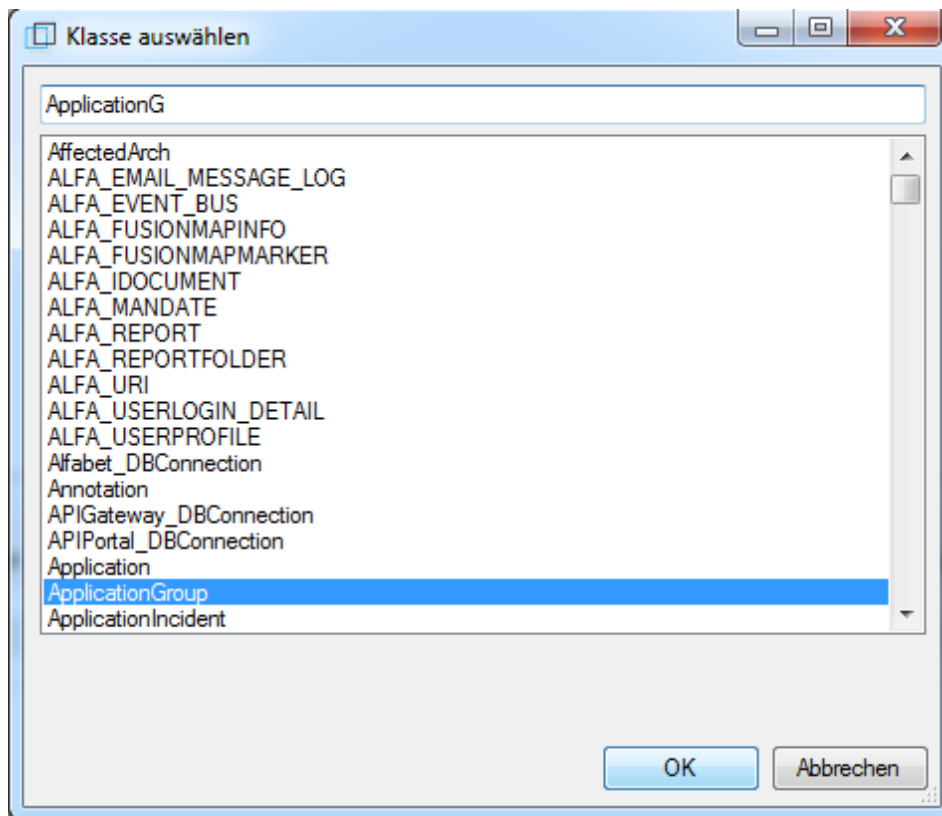 Klasse auswählen
ApplicationG
AffectedArch
ALFA_EMAIL_MESSAGE_LOG
ALFA_EVENT_BUS
ALFA_FUSIONMAPINFO
ALFA_FUSIONMAPMARKER
ALFA_IDOCUMENT
ALFA_MANDATE
ALFA_REPORT
ALFA_REPORTFOLDER
ALFA_URI
ALFA_USERLOGIN_DETAIL
ALFA_USERPROFILE
Alfabet_DBConnection
Annotation
APIGateway_DBConnection
APIPortal_DBConnection
Application
ApplicationGroup
ApplicationIncident
OK Abbrechen